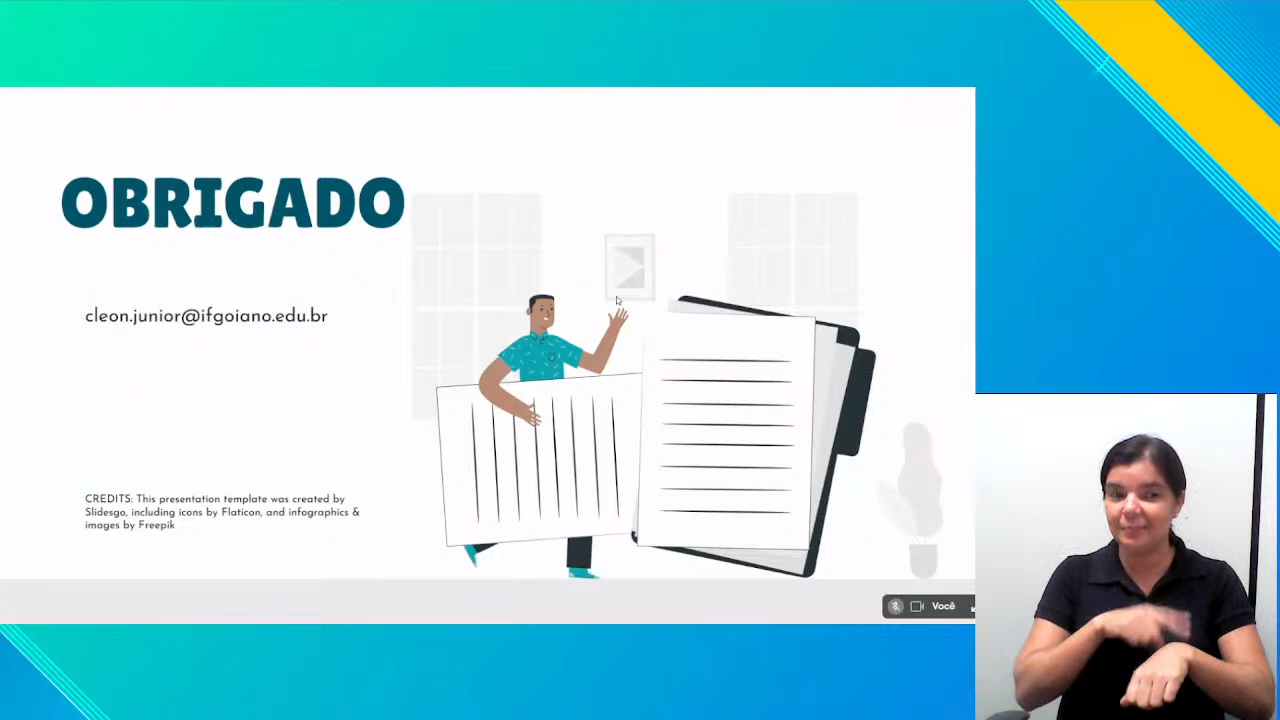 OBRIGADO
cleon.junior@ifgoiano.edu.br
CREDITS: This presentation template was created by
Slidesgo, including icons by Flaticon, and infographics &
images by Freepik
Você